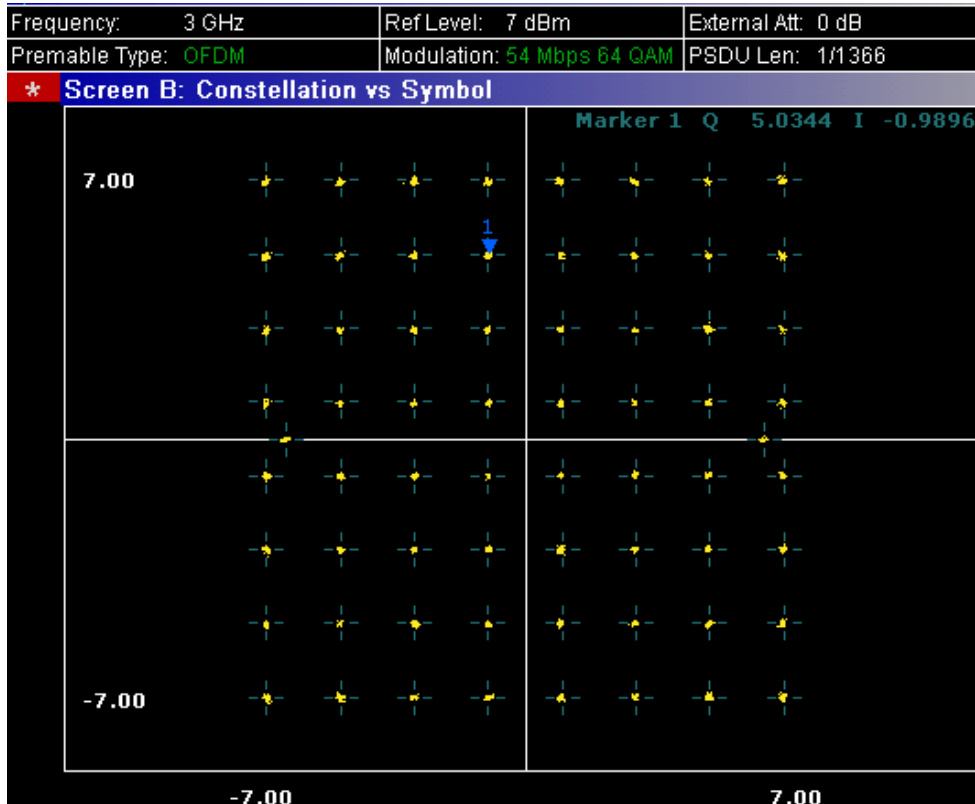 Frequency: 3 GHz Ref Level: 7 dBm External Att: 0 dB
Premable Type: OFDM Modulation: 54 Mbps 64 QAM PSDU Len: 1/1366
* Screen B: Constellation vs Symbol
Marker 1 Q 5.0344 I -0.9896
7.00
1
-7.00
-7.00 7.00